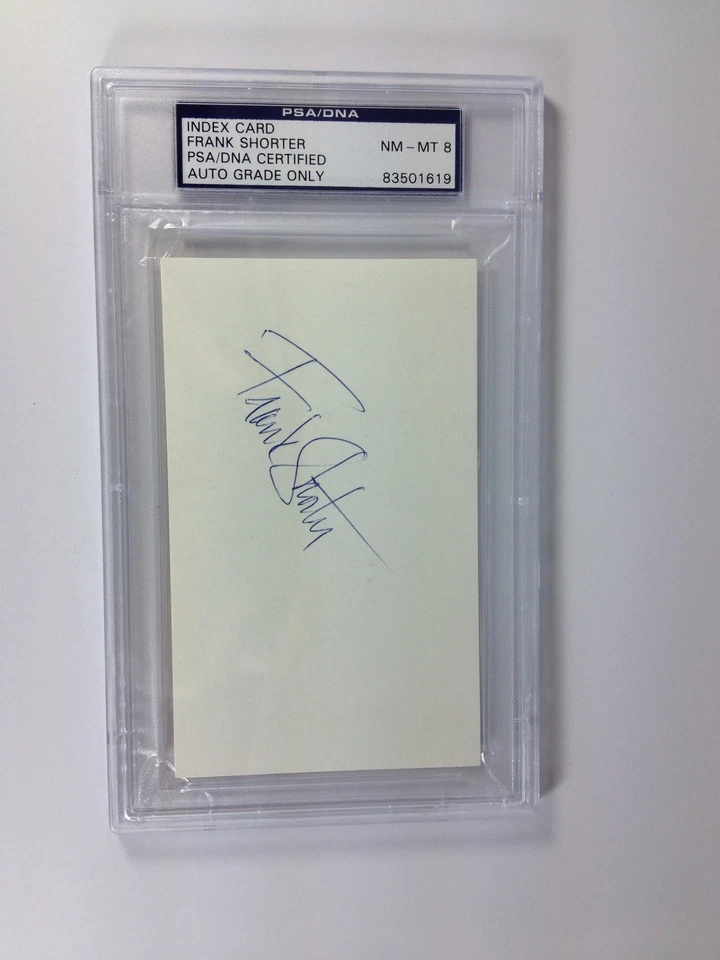 PSA/DNA
INDEX CARD
FRANK SHORTER NM – MT 8
PSA/DNA CERTIFIED
AUTO GRADE ONLY 83501619
Frank Shorter